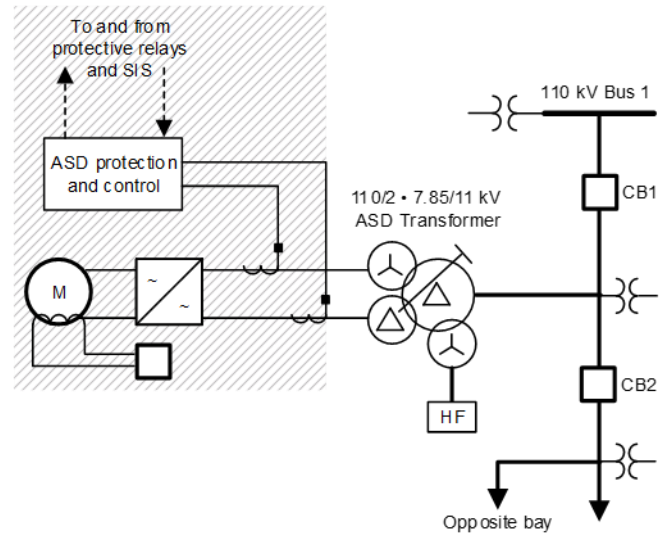 To and from
protective relays
and SIS
110 kV Bus 1
ASD protection
and control
CB1
110/2 • 7.85/11 kV
ASD Transformer
M
~
~
CB2
HF
Opposite bay